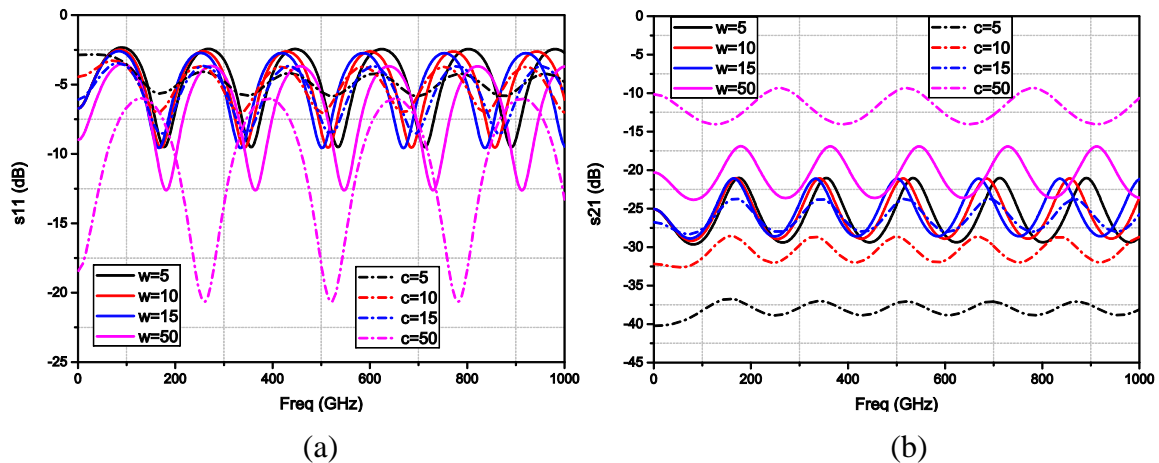 0
-5
-10
-15
-20
-25
s11 (dB)
w=5
w=10
w=15
w=50
c=5
c=10
c=15
c=50
0 200 400 600 800 1000
Freq (GHz)
(a)
0
-5
-10
-15
-20
-25
-30
-35
-40
-45
s21 (dB)
w=5
w=10
w=15
w=50
c=5
c=10
c=15
c=50
0 200 400 600 800 1000
Freq (GHz)
(b)